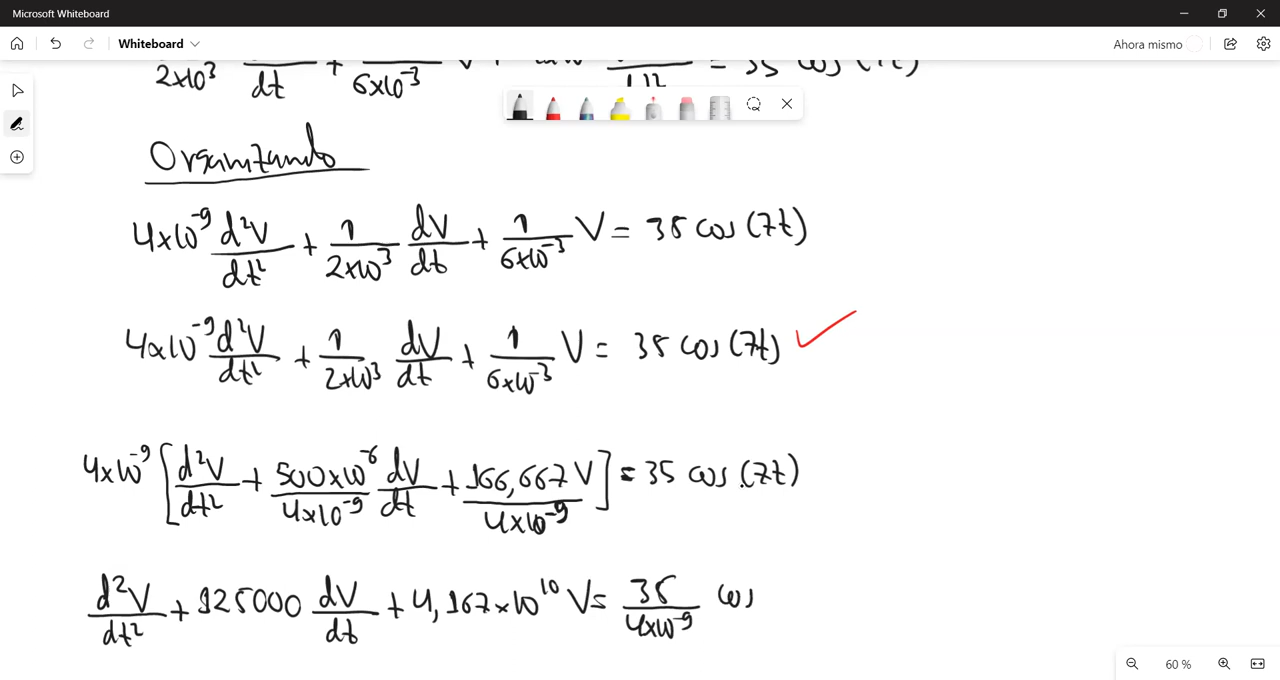 Microsoft Whiteboard
Whiteboard
Ahora mismo
2x10³ dt + 6x10⁻³ = 35 cos (7t)
Organizando
4x10⁻⁹ d²V/dt² + 1/2x10³ dV/dt + 1/6x10⁻³ V = 35 cos (7t)
4x10⁻⁹ d²V/dt² + 1/2x10³ dV/dt + 1/6x10⁻³ V = 35 cos (7t)
4x10⁻⁹ [d²V/dt² + 500x10⁻⁶/4x10⁻⁹ dV/dt + 166,667 V/4x10⁻⁹] = 35 cos (7t)
d²V/dt² + 125000 dV/dt + 4,167x10¹⁰ V = 35/4x10⁻⁹ cos
60 %